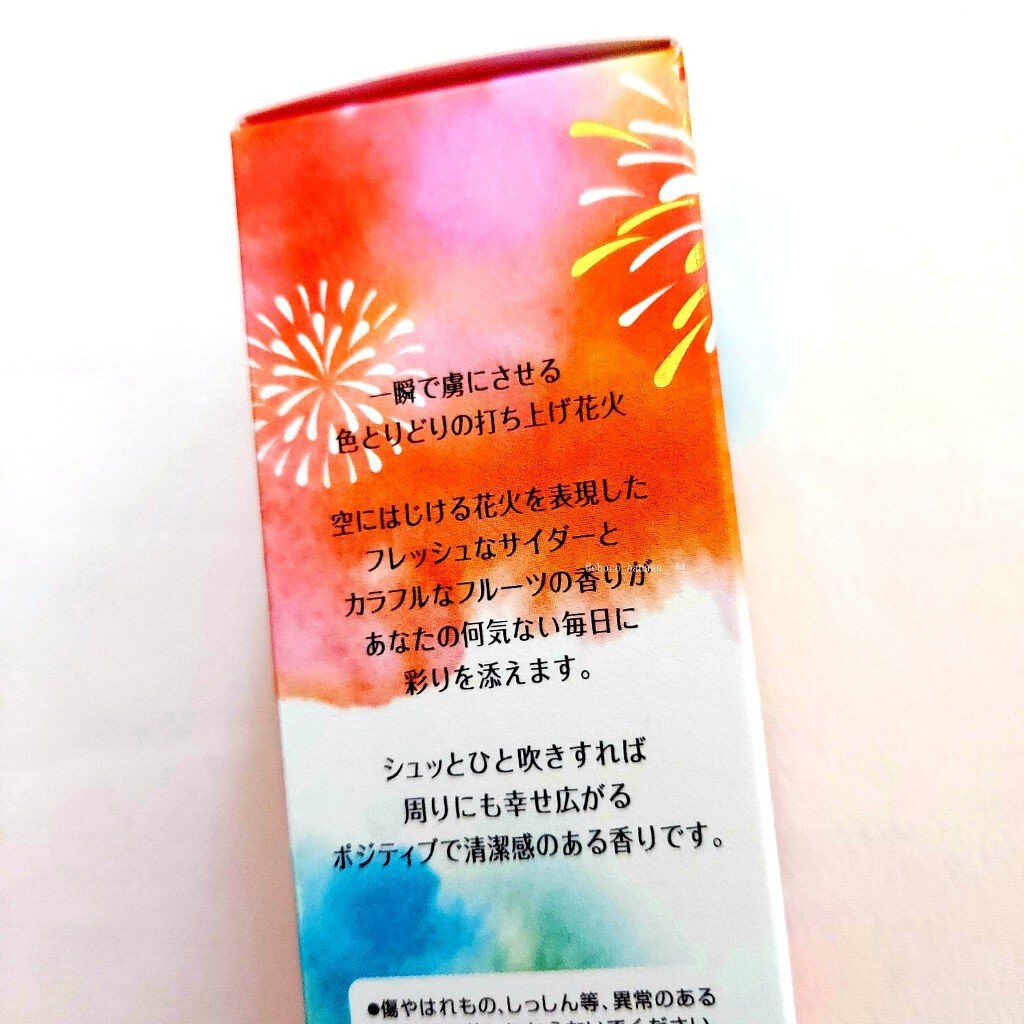 一瞬で虜にさせる
色とりどりの打ち上げ花火
空にはじける花火を表現した
フレッシュなサイダーと
カラフルなフルーツの香りが
あなたの何気ない毎日に
彩りを添えます。
シュッとひと吹きすれば
周りにも幸せ広がる
ポジティブで清潔感のある香りです。
●傷やはれもの、しっしん等、異常のある